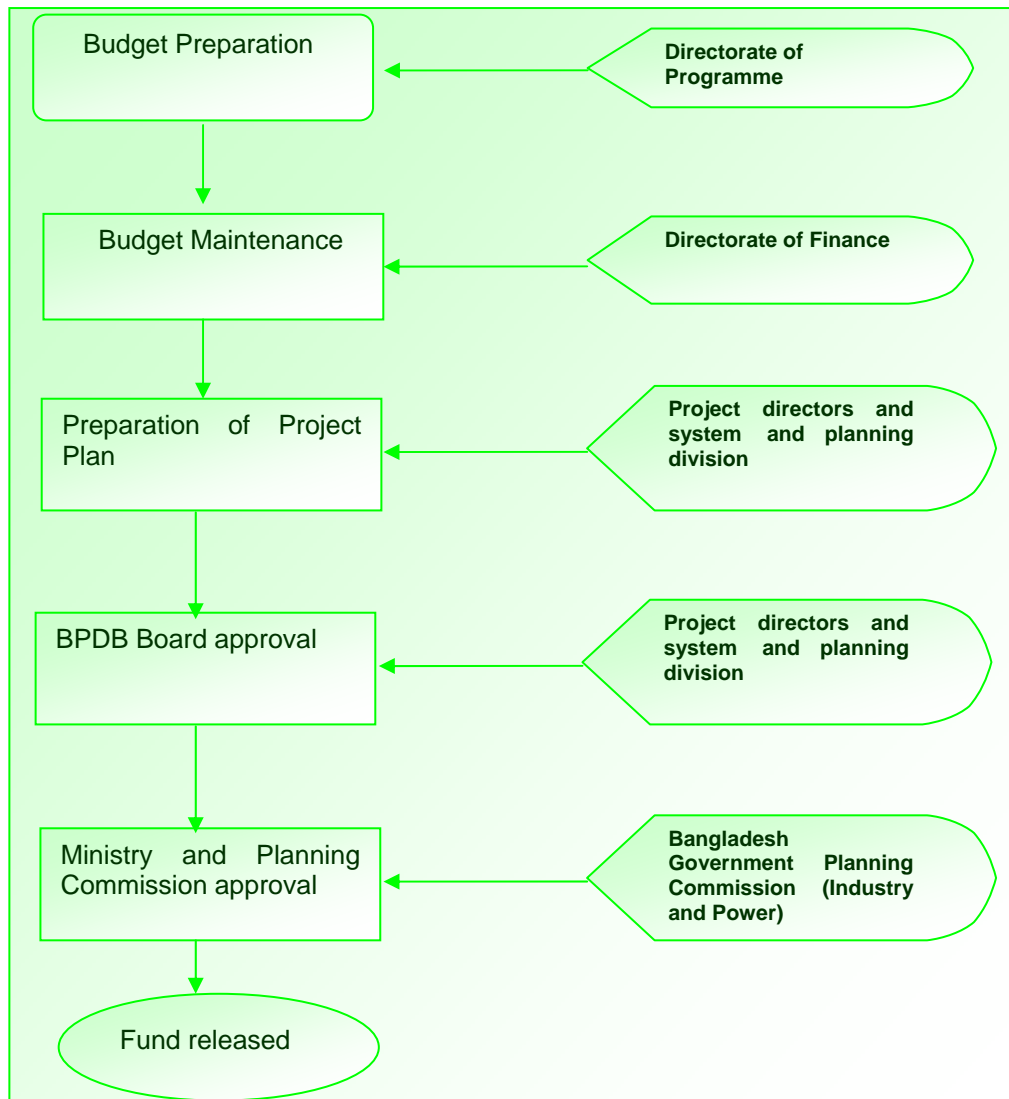 Budget Preparation
Directorate of
Programme
Budget Maintenance
Directorate of Finance
Preparation of Project
Plan
Project directors and
system and planning
division
BPDB Board approval
Project directors and
system and planning
division
Ministry and Planning
Commission approval
Bangladesh
Government Planning
Commission (Industry
and Power)
Fund released